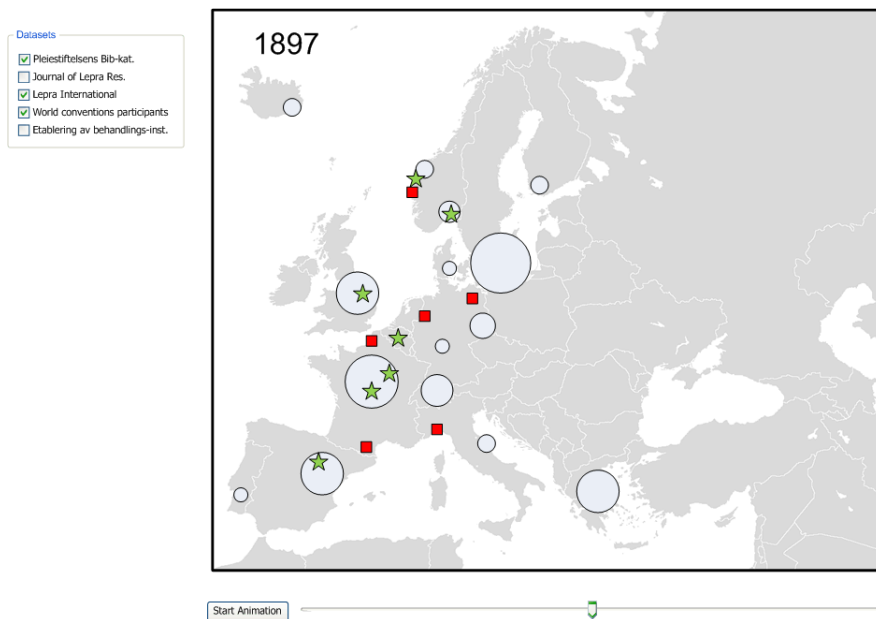 Datasets
Pleiestiftelsens Bib-kat.
Journal of Lepra Res.
Lepra International
World conventions participants
Etablering av behandlings-inst.
1897
Start Animation